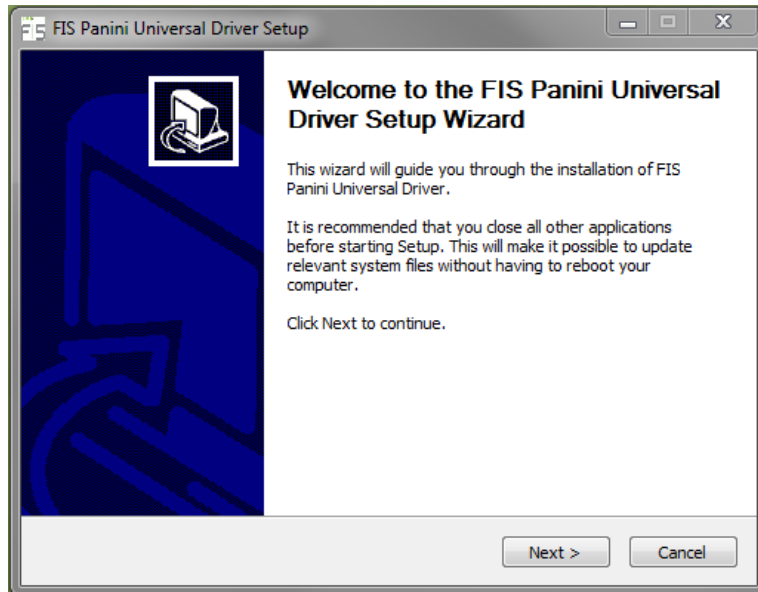 FIS FIS Panini Universal Driver Setup
Welcome to the FIS Panini Universal
Driver Setup Wizard
This wizard will guide you through the installation of FIS
Panini Universal Driver.
It is recommended that you close all other applications
before starting Setup. This will make it possible to update
relevant system files without having to reboot your
computer.
Click Next to continue.
Next >
Cancel